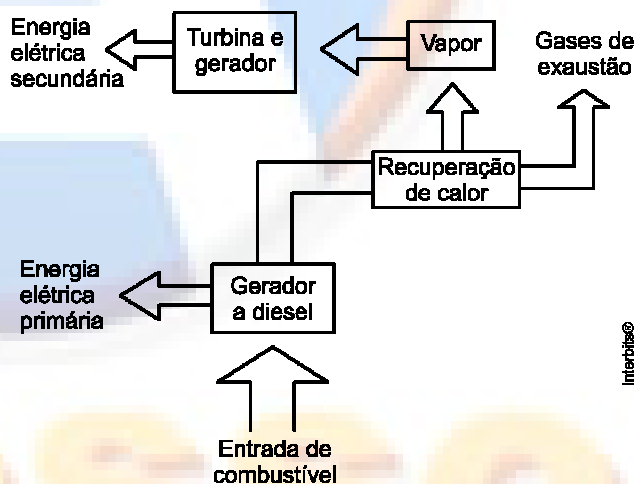 Energia
elétrica
secundária
Turbina e
gerador
Vapor
Gases de
exaustão
Recuperação
de calor
Energia
elétrica
primária
Gerador
a diesel
Entrada de
combustível
Interbits®